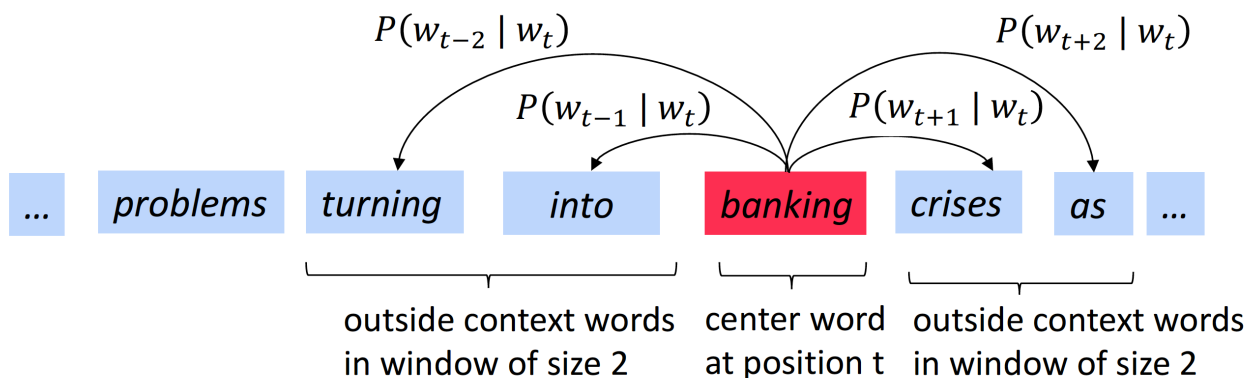 P(w_{t−2} | w_t)
P(w_{t+2} | w_t)
P(w_{t−1} | w_t)
P(w_{t+1} | w_t)
... problems turning into banking crises as ...
outside context words
in window of size 2
center word
at position t
outside context words
in window of size 2